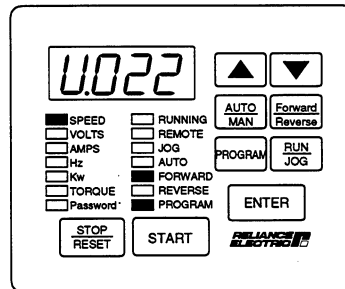 U.022
SPEED
VOLTS
AMPS
Hz
Kw
TORQUE
Password
RUNNING
REMOTE
JOG
AUTO
FORWARD
REVERSE
PROGRAM
AUTO
MAN
Forward
Reverse
PROGRAM
RUN
JOG
ENTER
STOP
RESET
START
RELIANCE
ELECTRIC